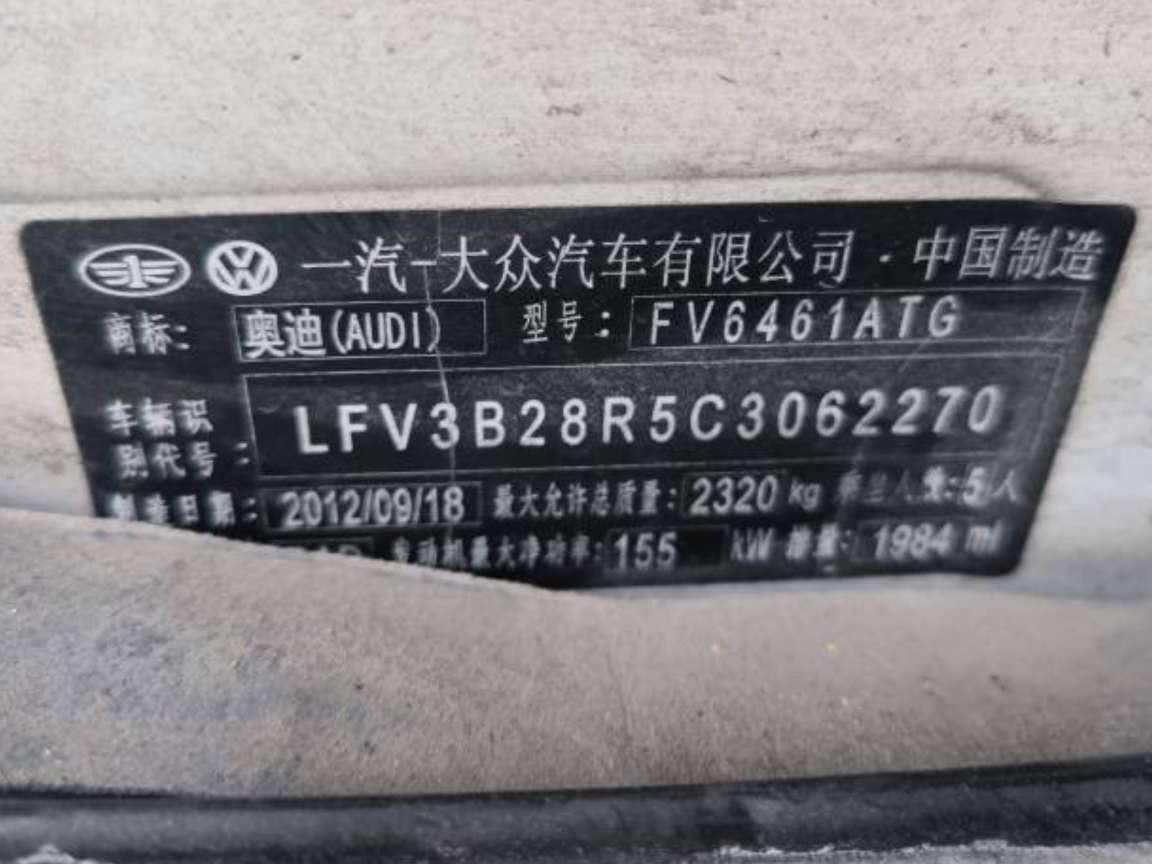 一汽-大众汽车有限公司·中国制造
商标: 奥迪(AUDI) 型号: FV6461ATG
车辆识别代号: LFV3B28R5C3062270
制造日期: 2012/09/18 最大允许总质量: 2320 kg 乘坐人数:5人
发动机最大净功率: 155 kW 排量: 1984 ml